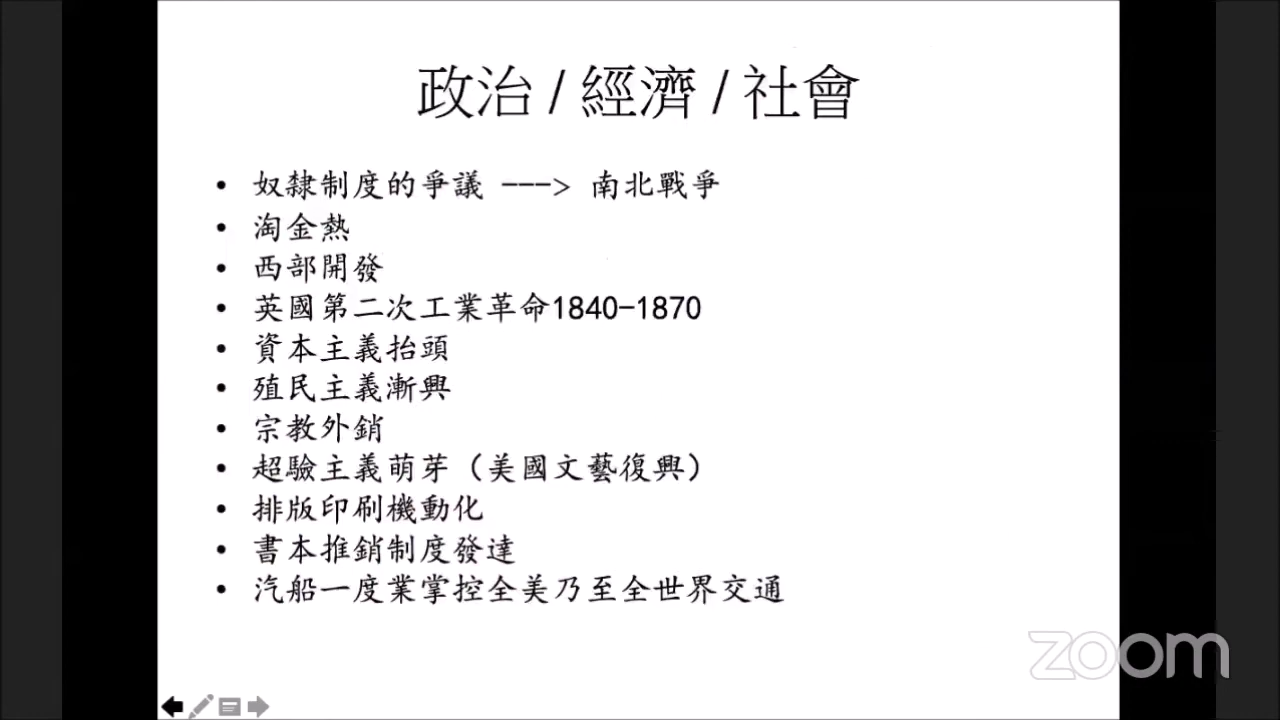 政治 / 經濟 / 社會
• 奴隸制度的爭議 ---> 南北戰爭
• 淘金熱
• 西部開發
• 英國第二次工業革命1840-1870
• 資本主義抬頭
• 殖民主義漸興
• 宗教外銷
• 超驗主義萌芽（美國文藝復興）
• 排版印刷機動化
• 書本推銷制度發達
• 汽船一度業掌控全美乃至全世界交通
zoom